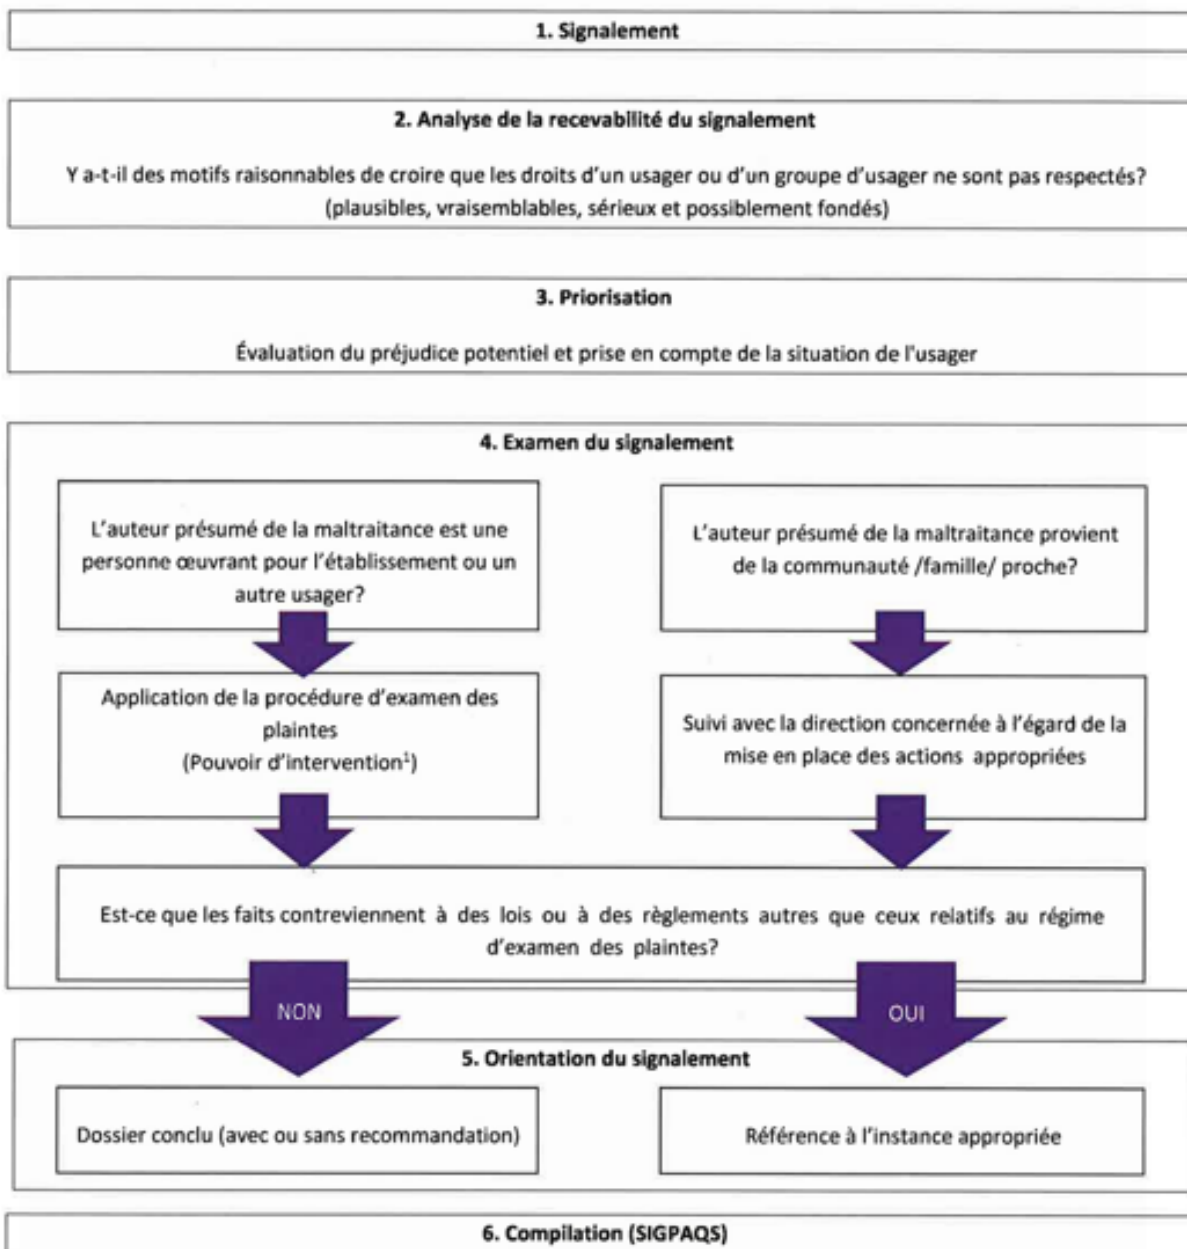 1. Signalement
2. Analyse de la recevabilité du signalement
Y a-t-il des motifs raisonnables de croire que les droits d'un usager ou d'un groupe d'usager ne sont pas respectés?
(plausibles, vraisemblables, sérieux et possiblement fondés)
3. Priorisation
Évaluation du préjudice potentiel et prise en compte de la situation de l'usager
4. Examen du signalement
L'auteur présumé de la maltraitance est une
personne œuvrant pour l'établissement ou un
autre usager?
L'auteur présumé de la maltraitance provient
de la communauté /famille/ proche?
Application de la procédure d'examen des
plaintes
(Pouvoir d'intervention¹)
Suivi avec la direction concernée à l'égard de la
mise en place des actions appropriées
Est-ce que les faits contreviennent à des lois ou à des règlements autres que ceux relatifs au régime
d'examen des plaintes?
NON
OUI
5. Orientation du signalement
Dossier conclu (avec ou sans recommandation)
Référence à l'instance appropriée
6. Compilation (SIGPAQS)